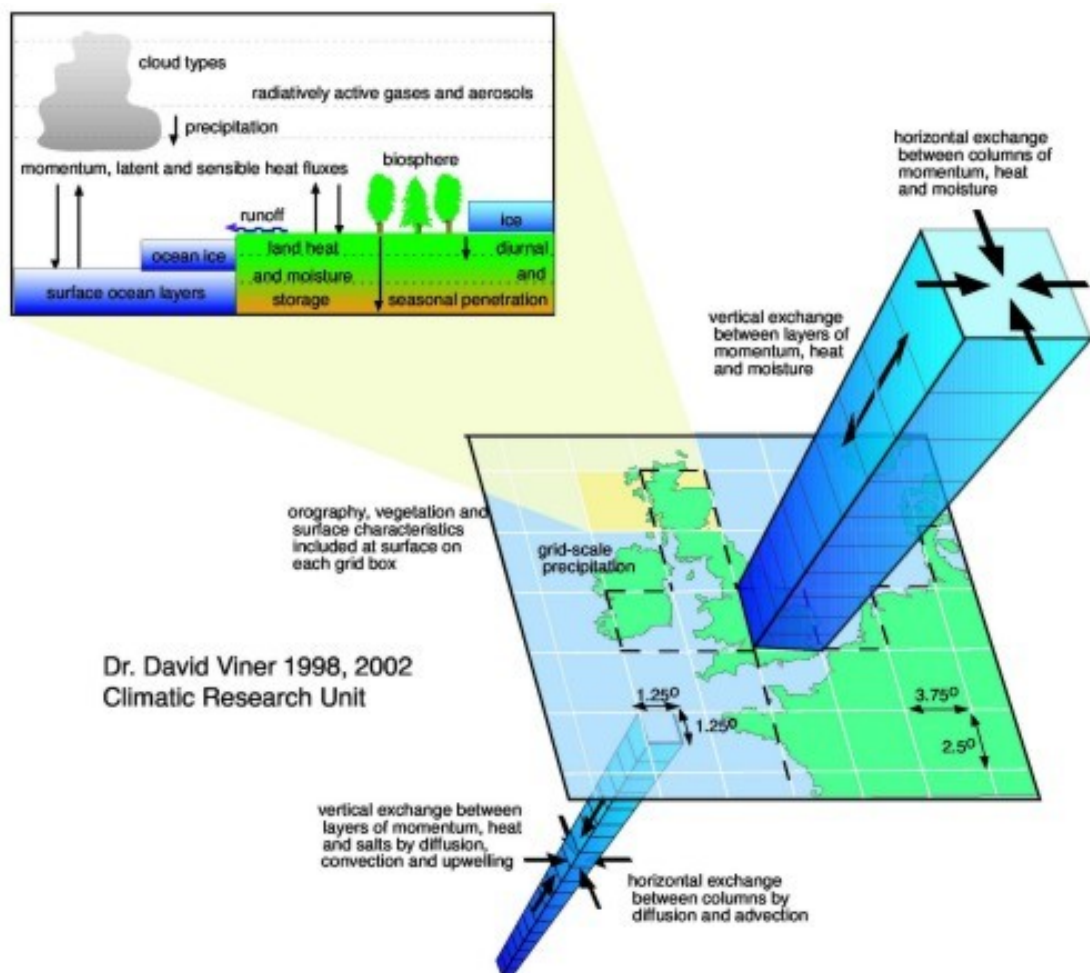 cloud types
radiatively active gases and aerosols
precipitation
momentum, latent and sensible heat fluxes
biosphere
runoff
ice
ocean ice
land heat
diurnal
and moisture
and
surface ocean layers
storage
seasonal penetration
horizontal exchange
between columns of
momentum, heat
and moisture
vertical exchange
between layers of
momentum, heat
and moisture
orography, vegetation and
surface characteristics
included at surface on
each grid box
grid-scale
precipitation
Dr. David Viner 1998, 2002
Climatic Research Unit
1.25º
1.25º
3.75º
2.5º
vertical exchange between
layers of momentum, heat
and salts by diffusion,
convection and upwelling
horizontal exchange
between columns by
diffusion and advection